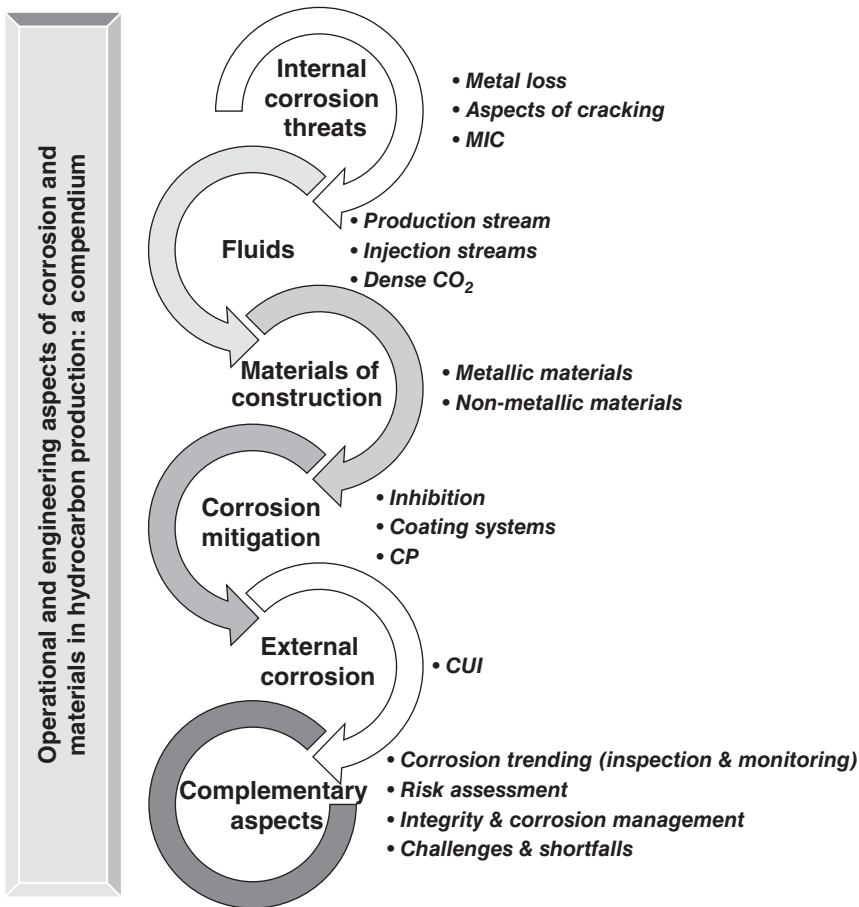 Operational and engineering aspects of corrosion and
materials in hydrocarbon production: a compendium
Internal
corrosion
threats
• Metal loss
• Aspects of cracking
• MIC
Fluids
• Production stream
• Injection streams
• Dense CO₂
Materials of
construction
• Metallic materials
• Non-metallic materials
Corrosion
mitigation
• Inhibition
• Coating systems
• CP
External
corrosion
• CUI
Complementary
aspects
• Corrosion trending (inspection & monitoring)
• Risk assessment
• Integrity & corrosion management
• Challenges & shortfalls